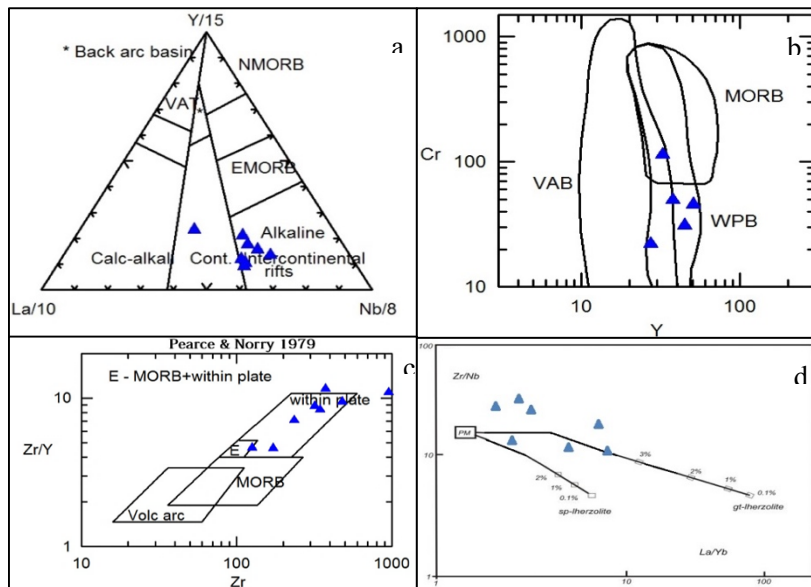 Y/15
a
* Back arc basin
NMORB
VAT
*
EMORB
Alkaline
Calc-alkali
Cont.
Intercontinental
rifts
La/10
Nb/8
b
1000
MORB
Cr
100
VAB
WPB
10
10
100
Y
Pearce & Norry 1979
c
E - MORB+within plate
10
within plate
Zr/Y
E
MORB
Volc arc
1
10
100
1000
Zr
d
100
Zr/Nb
PM
10
3%
2%
1%
0.1%
2%
1%
0.1%
sp-lherzolite
gt-lherzolite
La/Yb
1
1
10
100